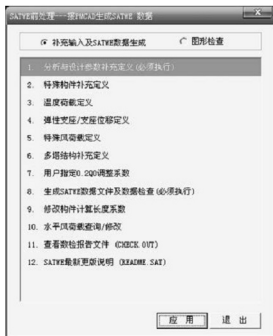 SATWE前处理---接PMCAD生成SATWE 数据
补充输入及SATWE数据生成
图形检查
1. 分析与设计参数补充定义(必须执行)
2. 特殊构件补充定义
3. 温度荷载定义
4. 弹性支座/支座位移定义
5. 特殊风荷载定义
6. 多塔结构补充定义
7. 用户指定0.2Q0调整系数
8. 生成SATWE数据文件及数据检查(必须执行)
9. 修改构件计算长度系数
10. 水平风荷载查询/修改
11. 查看数检报告文件 (CHECK.OUT)
12. SATWE最新更版说明 (README.SAT)
应 用
退 出